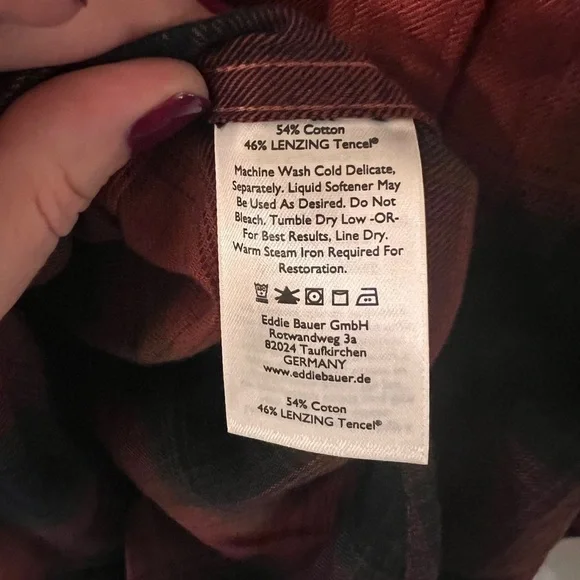 54% Cotton
46% LENZING Tencel®
Machine Wash Cold Delicate,
Separately. Liquid Softener May
Be Used As Desired. Do Not
Bleach. Tumble Dry Low -OR-
For Best Results, Line Dry.
Warm Steam Iron Required For
Restoration.
Eddie Bauer GmbH
Rotwandweg 3a
82024 Taufkirchen
GERMANY
www.eddiebauer.de
54% Coton
46% LENZING Tencel®